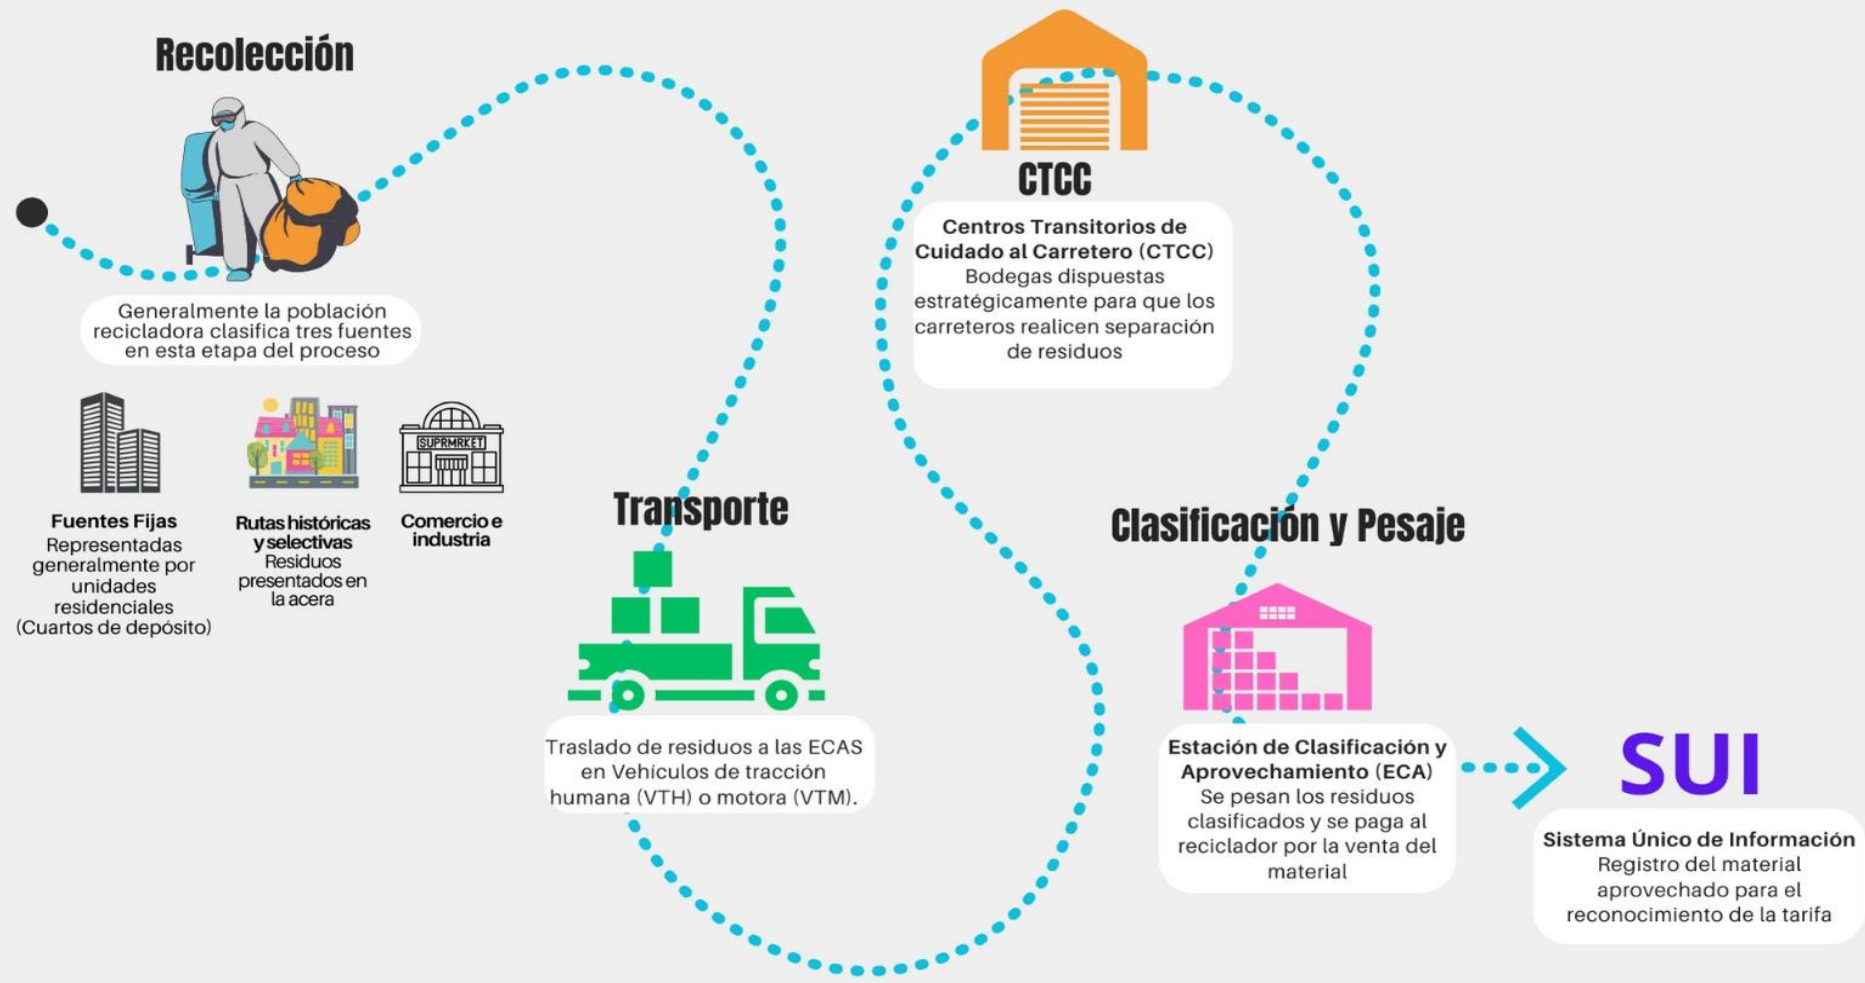 Recolección
Generalmente la población
recicladora clasifica tres fuentes
en esta etapa del proceso
Fuentes Fijas
Representadas
generalmente por
unidades
residenciales
(Cuartos de depósito)
Rutas históricas
y selectivas
Residuos
presentados en
la acera
SUPRMRKET
Comercio e
industria
Transporte
Traslado de residuos a las ECAS
en Vehículos de tracción
humana (VTH) o motora (VTM).
CTCC
Centros Transitorios de
Cuidado al Carretero (CTCC)
Bodegas dispuestas
estratégicamente para que los
carreteros realicen separación
de residuos
Clasificación y Pesaje
Estación de Clasificación y
Aprovechamiento (ECA)
Se pesan los residuos
clasificados y se paga al
reciclador por la venta del
material
SUI
Sistema Único de Información
Registro del material
aprovechado para el
reconocimiento de la tarifa